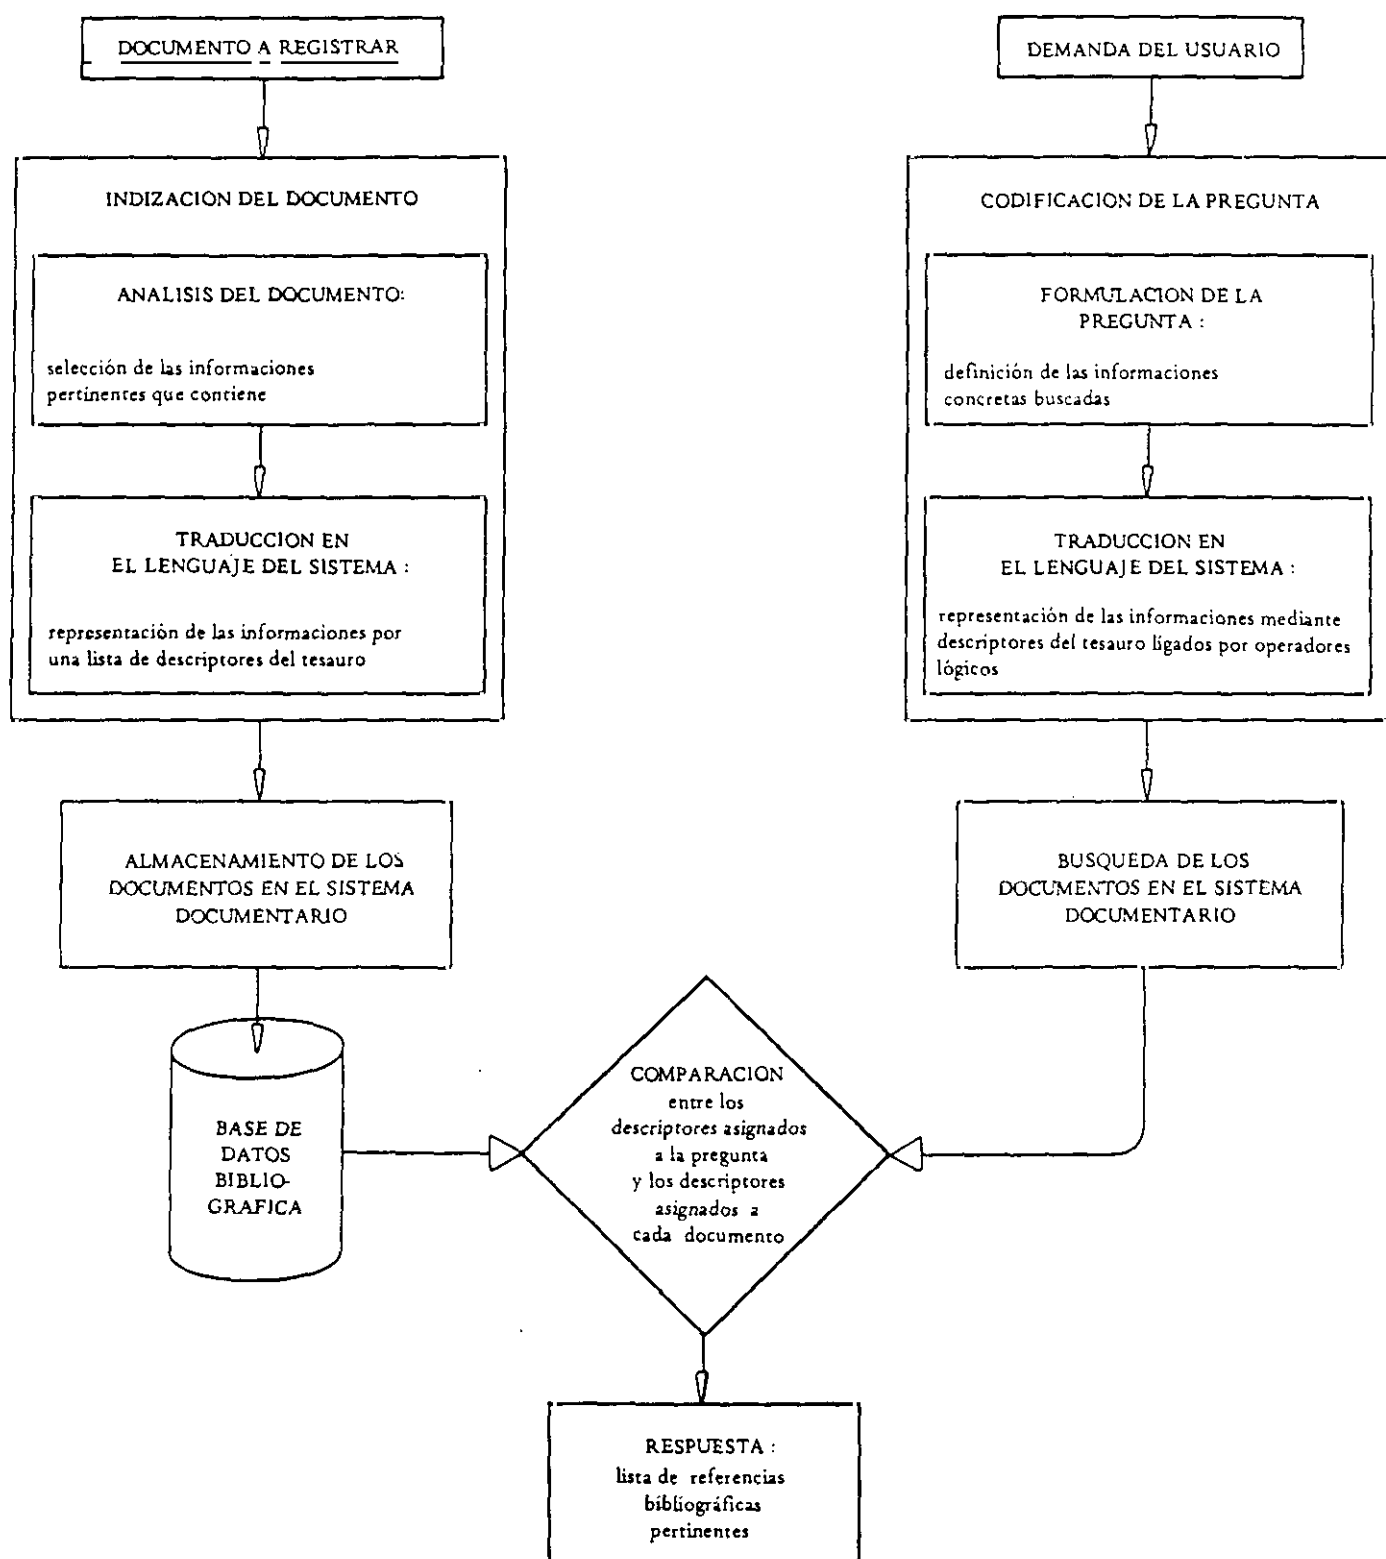 DOCUMENTO A REGISTRAR
INDIZACION DEL DOCUMENTO
ANALISIS DEL DOCUMENTO:
selección de las informaciones
pertinentes que contiene
TRADUCCION EN
EL LENGUAJE DEL SISTEMA :
representación de las informaciones por
una lista de descriptores del tesauro
ALMACENAMIENTO DE LOS
DOCUMENTOS EN EL SISTEMA
DOCUMENTARIO
BASE DE
DATOS
BIBLIO-
GRAFICA
DEMANDA DEL USUARIO
CODIFICACION DE LA PREGUNTA
FORMULACION DE LA
PREGUNTA :
definición de las informaciones
concretas buscadas
TRADUCCION EN
EL LENGUAJE DEL SISTEMA :
representación de las informaciones mediante
descriptores del tesauro ligados por operadores
lógicos
BUSQUEDA DE LOS
DOCUMENTOS EN EL SISTEMA
DOCUMENTARIO
COMPARACION
entre los
descriptores asignados
a la pregunta
y los descriptores
asignados a
cada documento
RESPUESTA :
lista de referencias
bibliográficas
pertinentes